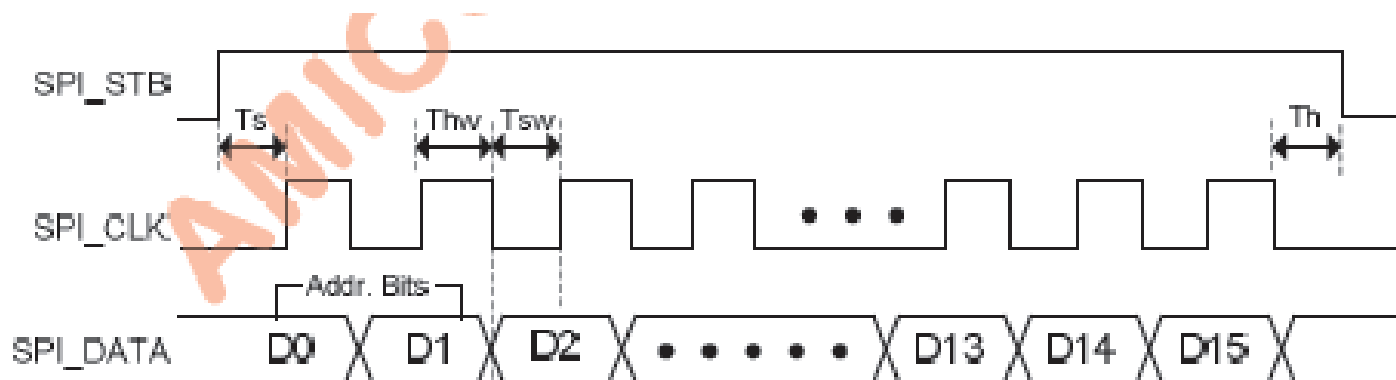 AMIC
SPI_STB
Ts Thw Tsw Th
SPI_CLK
Addr. Bits
SPI_DATA D0 D1 D2 D13 D14 D15